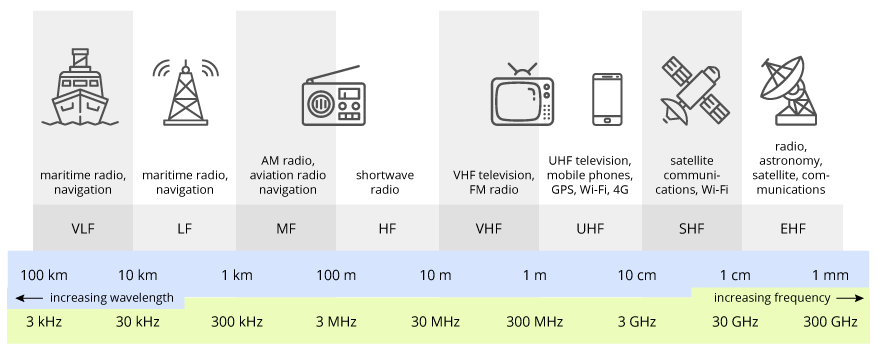 maritime radio,
navigation
maritime radio,
navigation
AM radio,
aviation radio
navigation
shortwave
radio
VHF television,
FM radio
UHF television,
mobile phones,
GPS, Wi-Fi, 4G
satellite
communi-
cations, Wi-Fi
radio,
astronomy,
satellite, com-
munications
VLF LF MF HF VHF UHF SHF EHF
100 km 10 km 1 km 100 m 10 m 1 m 10 cm 1 cm 1 mm
increasing wavelength increasing frequency
3 kHz 30 kHz 300 kHz 3 MHz 30 MHz 300 MHz 3 GHz 30 GHz 300 GHz